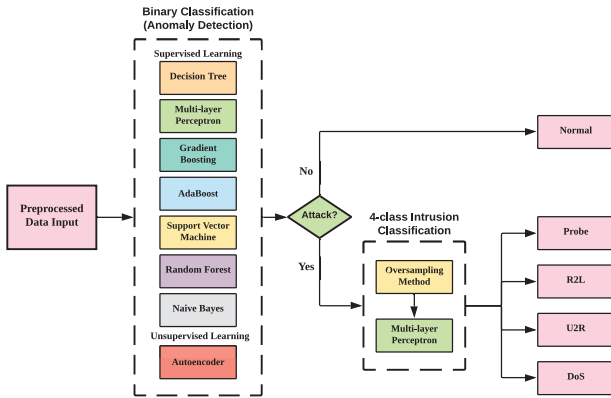 Binary Classification
(Anomaly Detection)
Supervised Learning
Decision Tree
Multi-layer
Perceptron
Gradient
Boosting
AdaBoost
Support Vector
Machine
Random Forest
Naive Bayes
Unsupervised Learning
Autoencoder
Preprocessed
Data Input
No
Attack?
Yes
4-class Intrusion
Classification
Oversampling
Method
Multi-layer
Perceptron
Normal
Probe
R2L
U2R
DoS